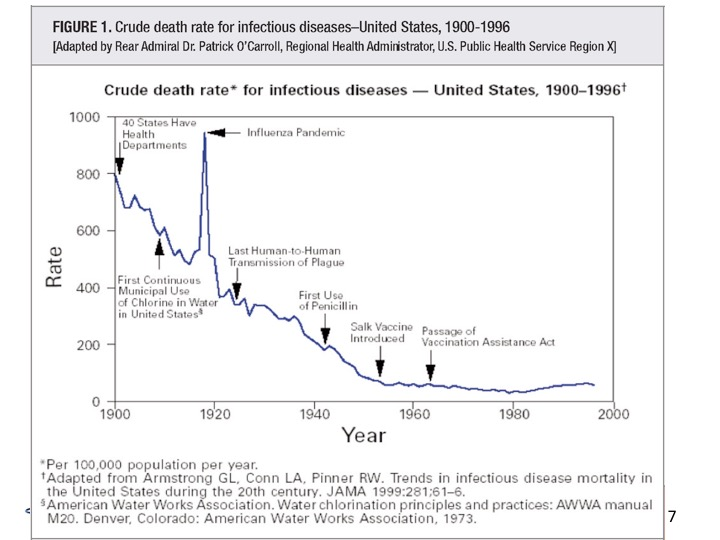 FIGURE 1. Crude death rate for infectious diseases–United States, 1900-1996
[Adapted by Rear Admiral Dr. Patrick O'Carroll, Regional Health Administrator, U.S. Public Health Service Region X]
Crude death rate* for infectious diseases — United States, 1900–1996†
1000
800
600
400
200
0
Rate
40 States Have
Health
Departments
Influenza Pandemic
First Continuous
Municipal Use
of Chlorine in Water
in United States§
Last Human-to-Human
Transmission of Plague
First Use
of Penicillin
Salk Vaccine
Introduced
Passage of
Vaccination Assistance Act
1900
1920
1940
1960
1980
2000
Year
*Per 100,000 population per year.
†Adapted from Armstrong GL, Conn LA, Pinner RW. Trends in infectious disease mortality in
the United States during the 20th century. JAMA 1999:281;61–6.
§American Water Works Association. Water chlorination principles and practices: AWWA manual
M20. Denver, Colorado: American Water Works Association, 1973.
7